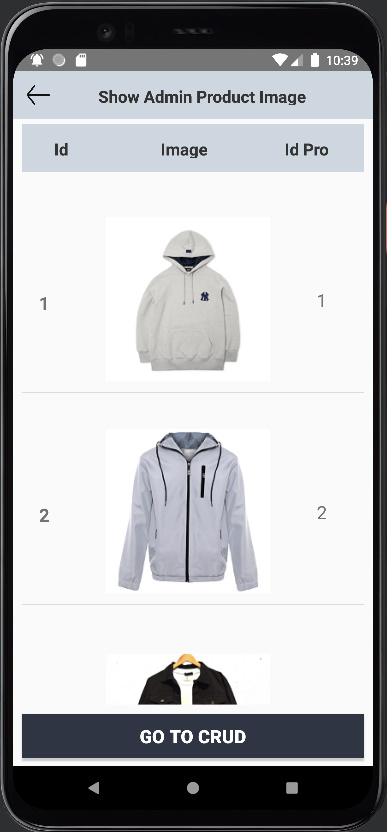 10:39
Show Admin Product Image
Id Image Id Pro
1 1
2 2
GO TO CRUD